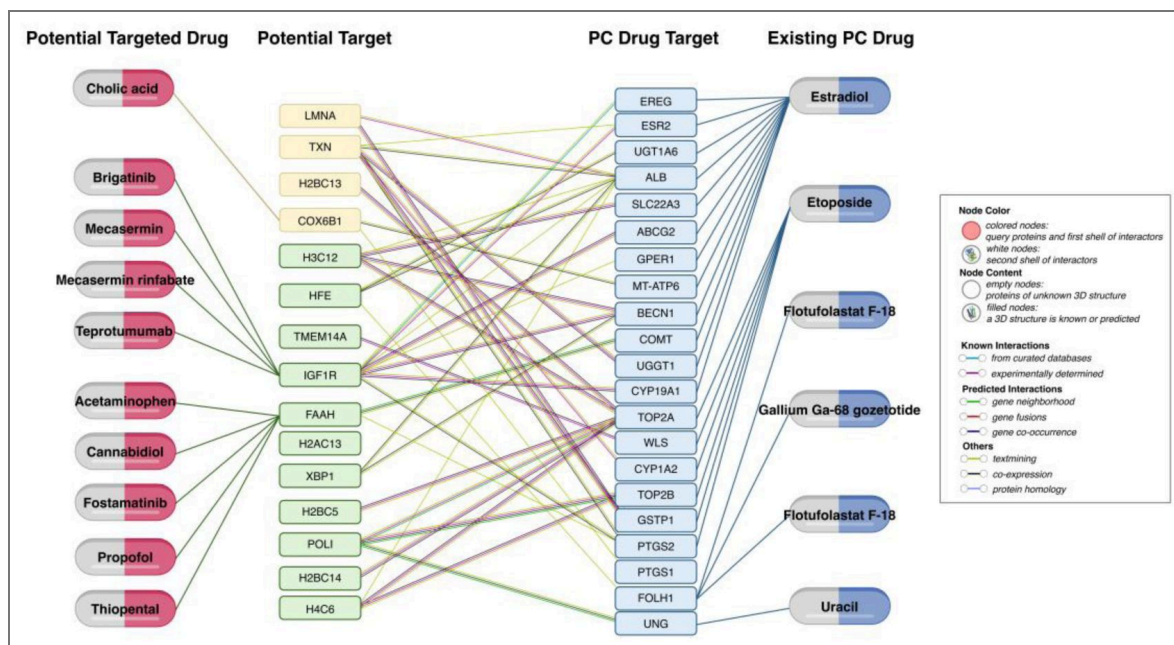 Potential Targeted Drug
Potential Target
PC Drug Target
Existing PC Drug
Cholic acid
Brigatinib
Mecasermin
Mecasermin rinfabate
Teprotumumab
Acetaminophen
Cannabidiol
Fostamatinib
Propofol
Thiopental
LMNA
TXN
H2BC13
COX6B1
H3C12
HFE
TMEM14A
IGF1R
FAAH
H2AC13
XBP1
H2BC5
POLI
H2BC14
H4C6
EREG
ESR2
UGT1A6
ALB
SLC22A3
ABCG2
GPER1
MT-ATP6
BECN1
COMT
UGGT1
CYP19A1
TOP2A
WLS
CYP1A2
TOP2B
GSTP1
PTGS2
PTGS1
FOLH1
UNG
Estradiol
Etoposide
Flotufolastat F-18
Gallium Ga-68 gozetotide
Flotufolastat F-18
Uracil
Node Color
colored nodes:
query proteins and first shell of interactors
white nodes:
second shell of interactors
Node Content
empty nodes:
proteins of unknown 3D structure
filled nodes:
a 3D structure is known or predicted
Known Interactions
from curated databases
experimentally determined
Predicted Interactions
gene neighborhood
gene fusions
gene co-occurrence
Others
textmining
co-expression
protein homology